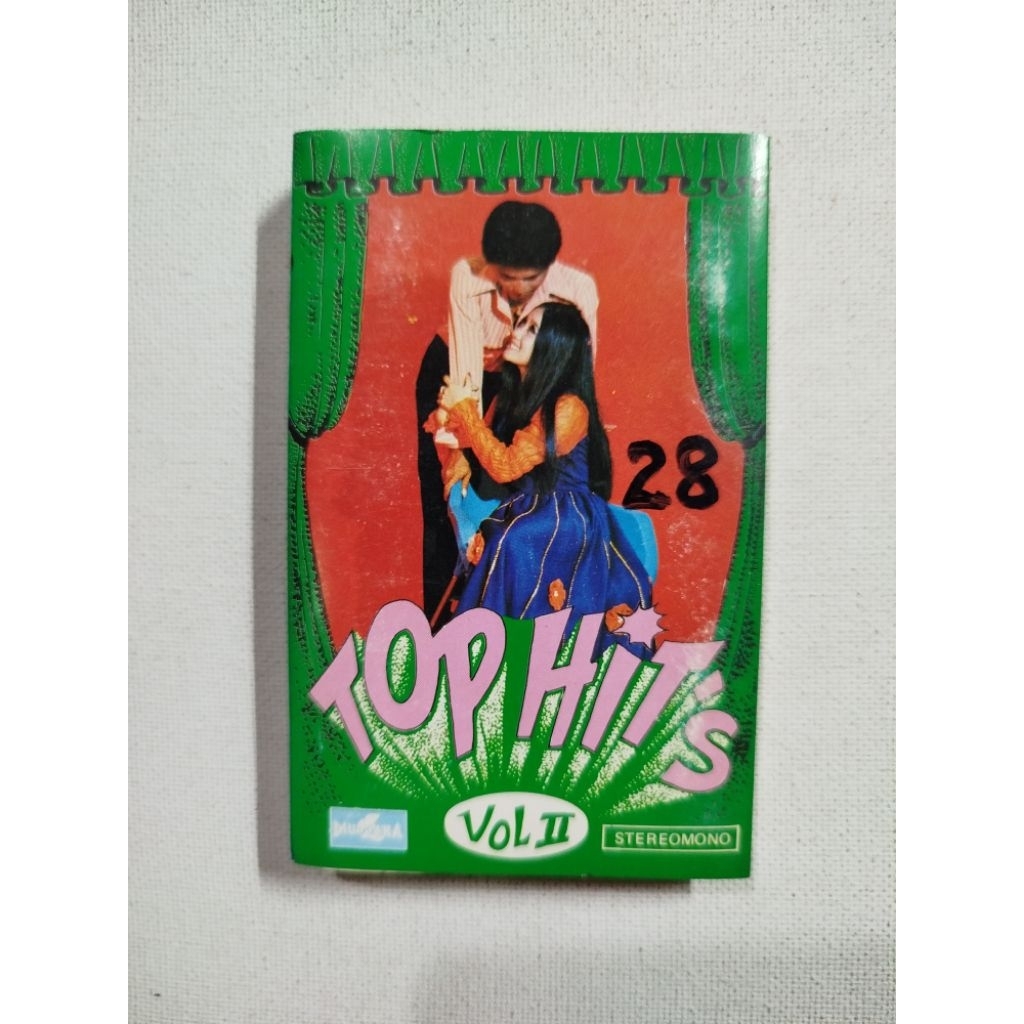 28
TOP HiT's
VOL II
STEREOMONO